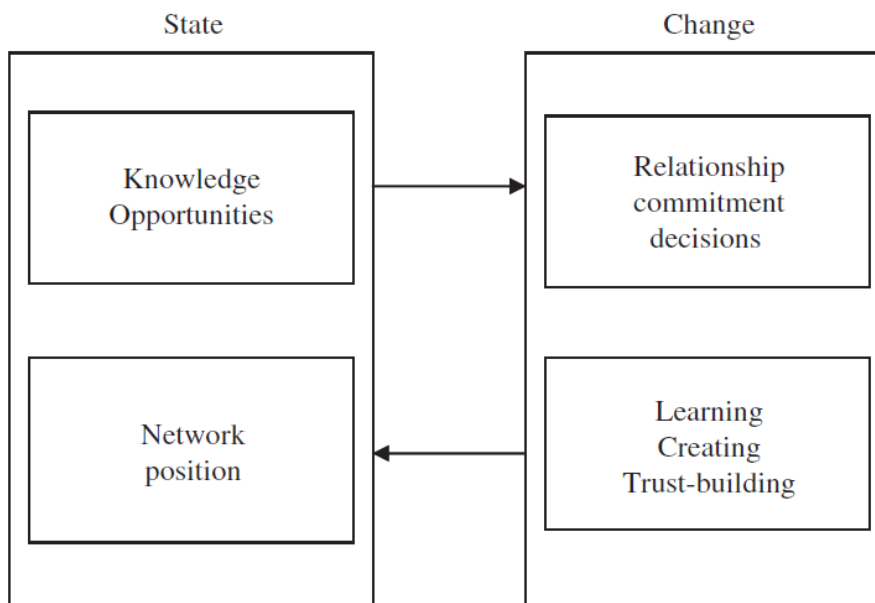 State
Change
Knowledge
Opportunities
Relationship
commitment
decisions
Network
position
Learning
Creating
Trust-building